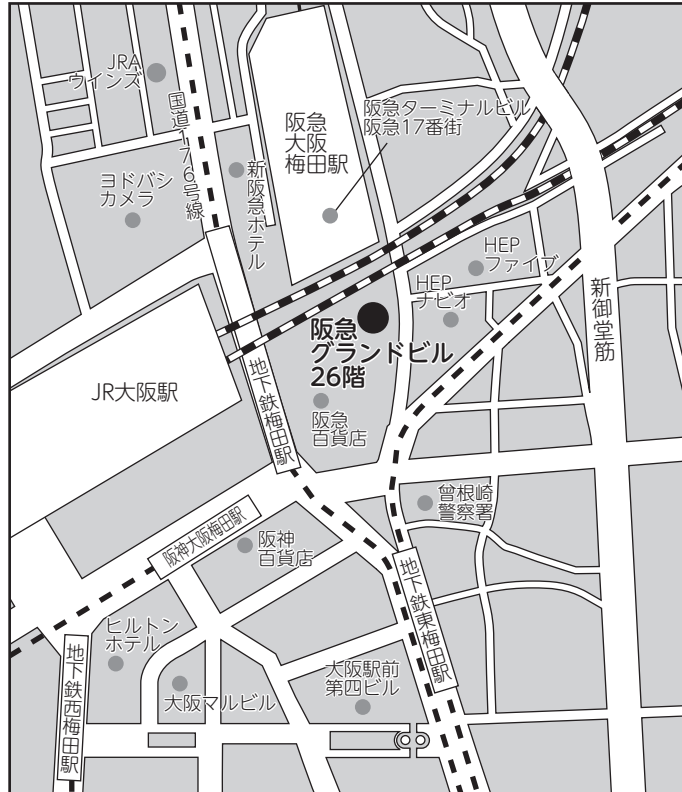 JRA
ウインズ
国道176号線
阪急
大阪
梅田駅
阪急ターミナルビル
阪急17番街
ヨドバシ
カメラ
新阪急ホテル
HEP
ファイブ
HEP
ナビオ
新御堂筋
阪急
グランドビル
26階
JR大阪駅
地下鉄梅田駅
阪急
百貨店
曾根崎
警察署
阪神大阪梅田駅
阪神
百貨店
地下鉄東梅田駅
ヒルトン
ホテル
地下鉄西梅田駅
大阪マルビル
大阪駅前
第四ビル